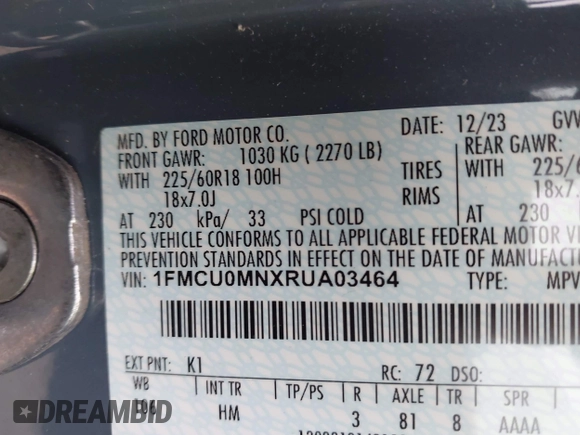 MFD. BY FORD MOTOR CO.
DATE: 12/23
FRONT GAWR: 1030 KG ( 2270 LB)
REAR GAWR:
WITH 225/60R18 100H
TIRES
WITH
18x7.0J
RIMS
AT 230 kPa/ 33 PSI COLD
AT 230
THIS VEHICLE CONFORMS TO ALL APPLICABLE FEDERAL MOTOR
PREVENTION STANDARDS IN EFFECT ON THE DATE OF MANUFAC
VIN: 1FMCU0MNXRUA03464
TYPE: MPV
EXT PNT: K1
RC: 72 DSO:
WB INT TR TP/PS R AXLE TR SPR
106 HM 3 81 8 AAAA
DREAMBID